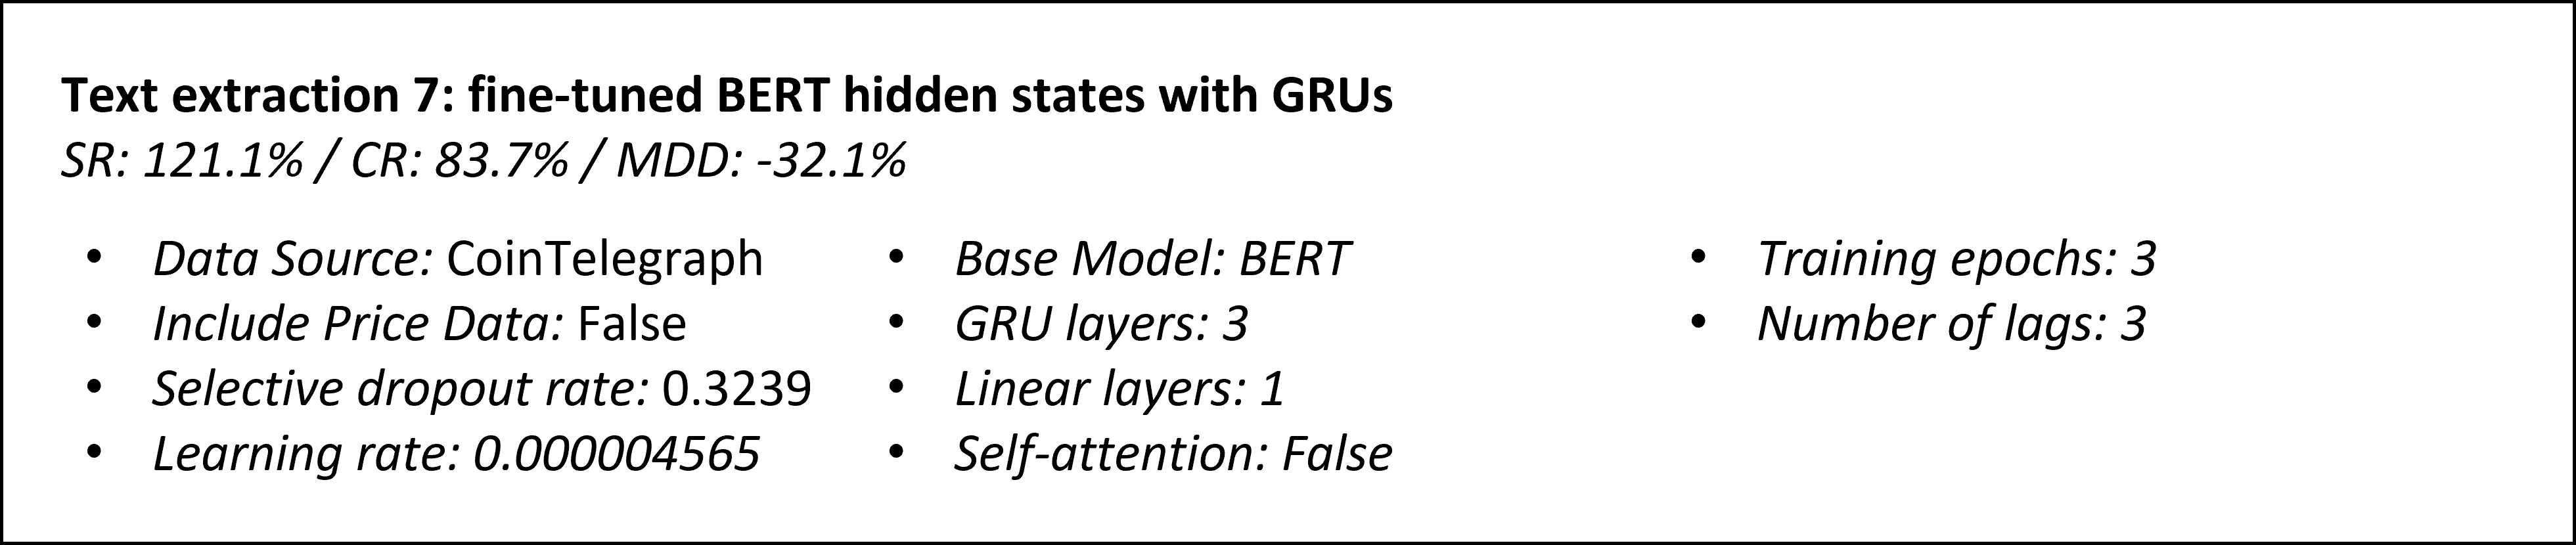 Text extraction 7: fine-tuned BERT hidden states with GRUs
SR: 121.1% / CR: 83.7% / MDD: -32.1%
• Data Source: CoinTelegraph
• Include Price Data: False
• Selective dropout rate: 0.3239
• Learning rate: 0.000004565
• Base Model: BERT
• GRU layers: 3
• Linear layers: 1
• Self-attention: False
• Training epochs: 3
• Number of lags: 3